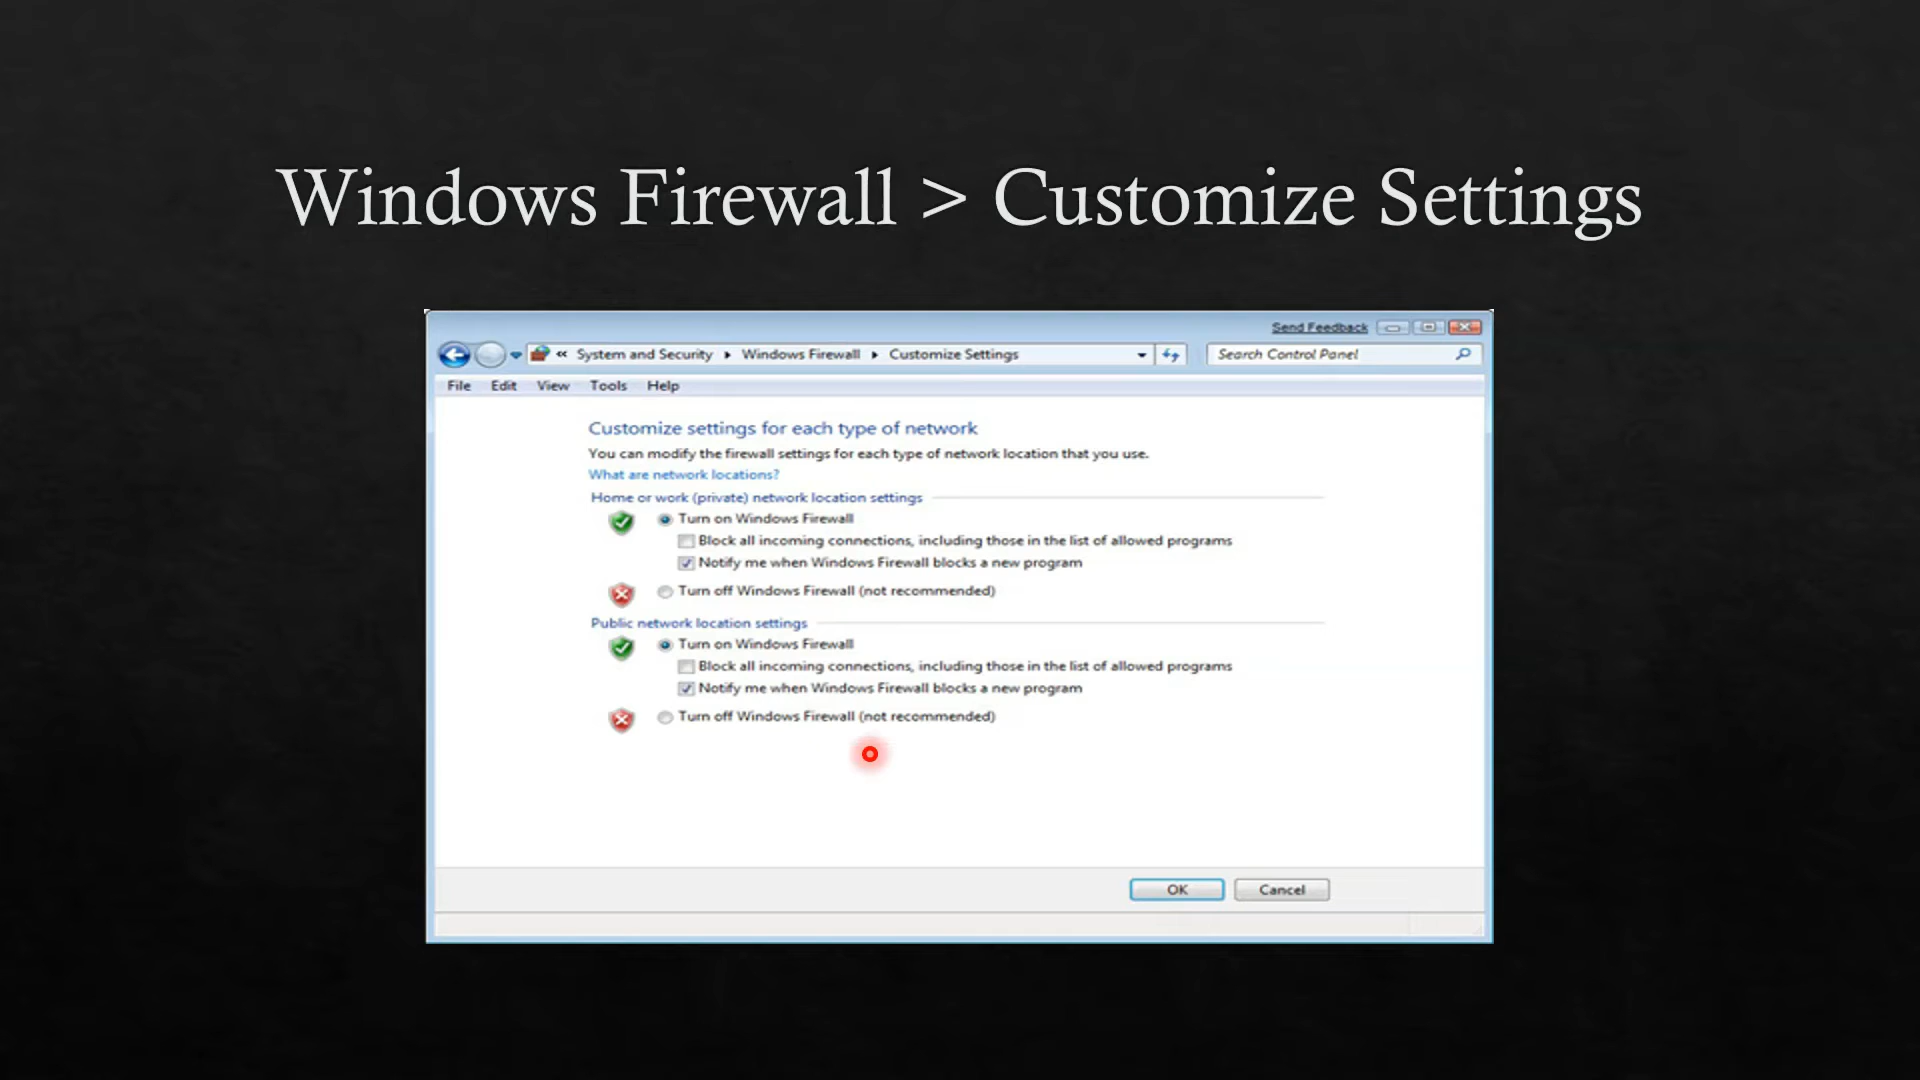 Windows Firewall > Customize Settings
Send Feedback
« System and Security ▸ Windows Firewall ▸ Customize Settings
Search Control Panel
File Edit View Tools Help
Customize settings for each type of network
You can modify the firewall settings for each type of network location that you use.
What are network locations?
Home or work (private) network location settings
Turn on Windows Firewall
Block all incoming connections, including those in the list of allowed programs
Notify me when Windows Firewall blocks a new program
Turn off Windows Firewall (not recommended)
Public network location settings
Turn on Windows Firewall
Block all incoming connections, including those in the list of allowed programs
Notify me when Windows Firewall blocks a new program
Turn off Windows Firewall (not recommended)
OK Cancel